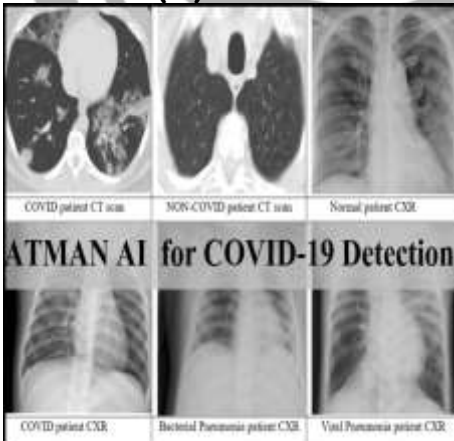 COVID patient CT scan
NON-COVID patient CT scan
Normal patient CXR
ATMAN AI for COVID-19 Detection
COVID patient CXR
Bacterial Pneumonia patient CXR
Viral Pneumonia patient CXR